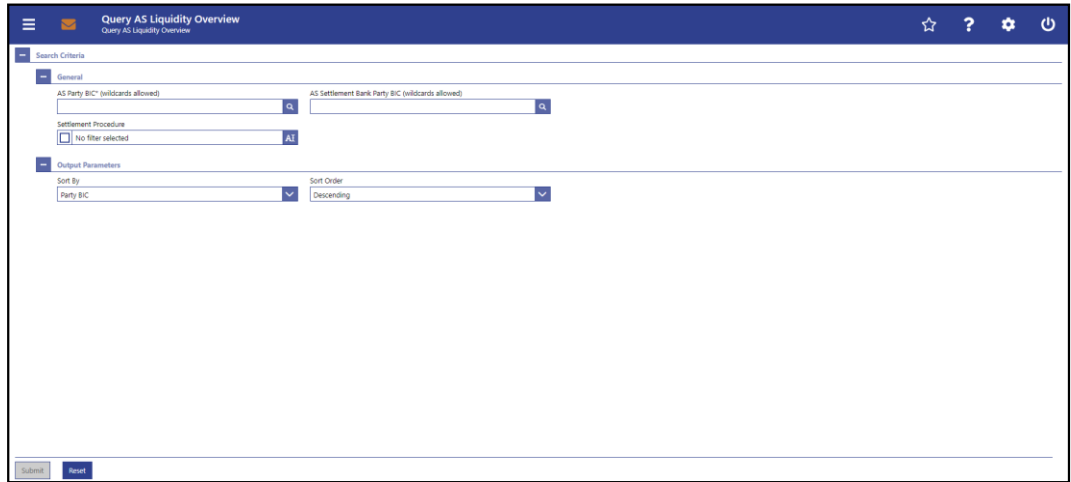 Query AS Liquidity Overview
Query AS Liquidity Overview
?
Search Criteria
General
AS Party BIC* (wildcards allowed)
AS Settlement Bank Party BIC (wildcards allowed)
Settlement Procedure
No filter selected
Output Parameters
Sort By
Sort Order
Party BIC
Descending
Submit
Reset